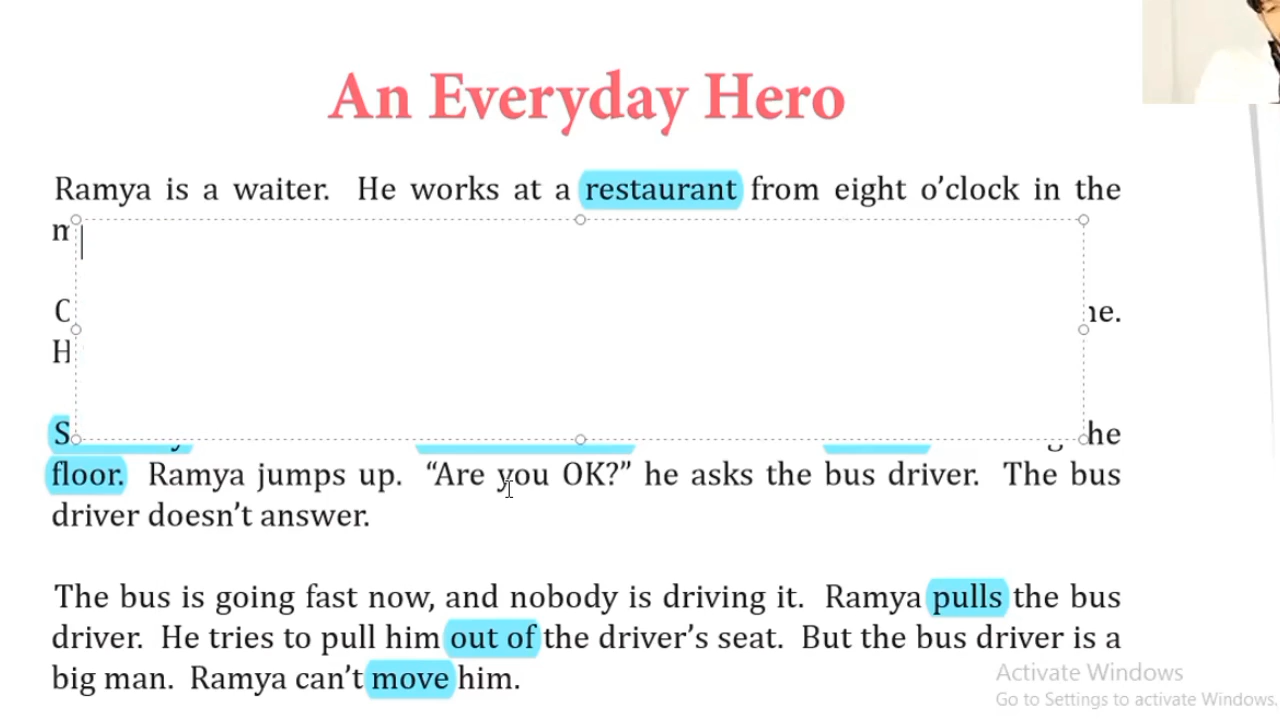 An Everyday Hero
Ramya is a waiter. He works at a restaurant from eight o’clock in the
he
floor. Ramya jumps up. “Are you OK?” he asks the bus driver. The bus
driver doesn’t answer.
The bus is going fast now, and nobody is driving it. Ramya pulls the bus
driver. He tries to pull him out of the driver’s seat. But the bus driver is a
big man. Ramya can’t move him.
Activate Windows
Go to Settings to activate Windows.